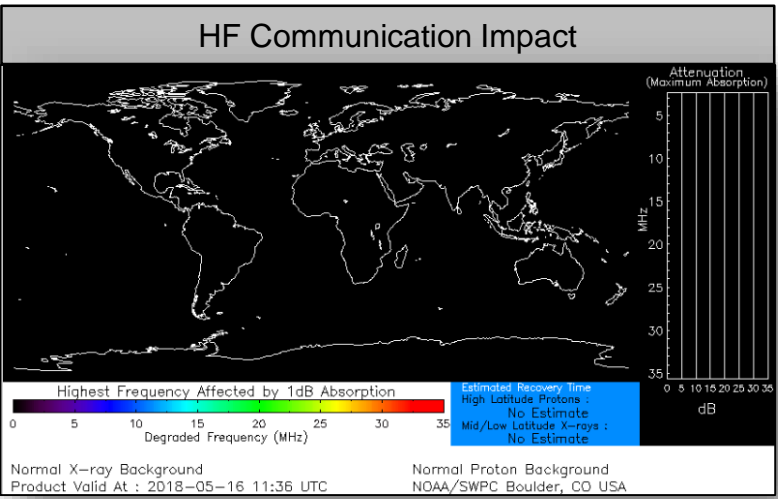 HF Communication Impact
Attenuation
(Maximum Absorption)
5
10
15
20
25
30
35
MHz
0 5 10 15 20 25 30 35
dB
Highest Frequency Affected by 1dB Absorption
0 5 10 15 20 25 30 35
Degraded Frequency (MHz)
Estimated Recovery Time
High Latitude Protons :
No Estimate
Mid/Low Latitude X-rays :
No Estimate
Normal X-ray Background
Normal Proton Background
Product Valid At : 2018-05-16 11:36 UTC
NOAA/SWPC Boulder, CO USA